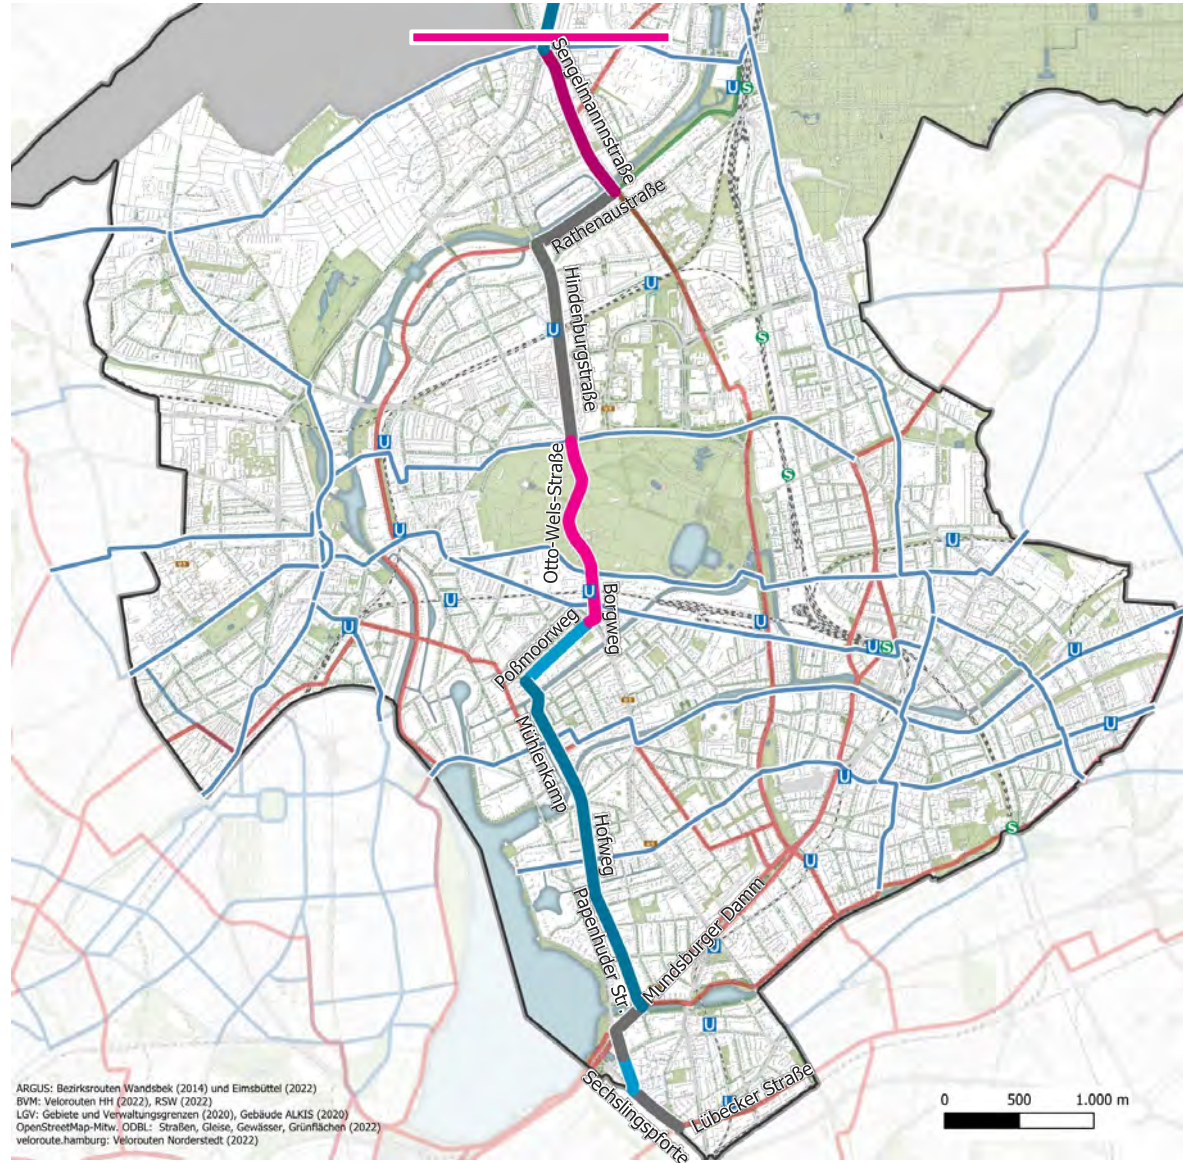 U
S
Sengelmannnstraße
Rathenaustraße
U
Hindenburgstraße
U
S
U
Otto-Wels-Straße
S
U
U
U
Borgweg
U
U
U
Poßmoorweg
U
S
U
Mühlenkamp
U
U
Hofweg
S
U
Papenhuder Str.
Mundsburger Damm
U
U
Sechslingspforte
U
Lübecker Straße
ARGUS: Bezirksrouten Wandsbek (2014) und Eimsbüttel (2022)
BVM: Velorouten HH (2022), RSW (2022)
LGV: Gebiete und Verwaltungsgrenzen (2020), Gebäude ALKIS (2020)
OpenStreetMap-Mitw. ODBL: Straßen, Gleise, Gewässer, Grünflächen (2022)
veloroute.hamburg: Velorouten Norderstedt (2022)
0 500 1.000 m